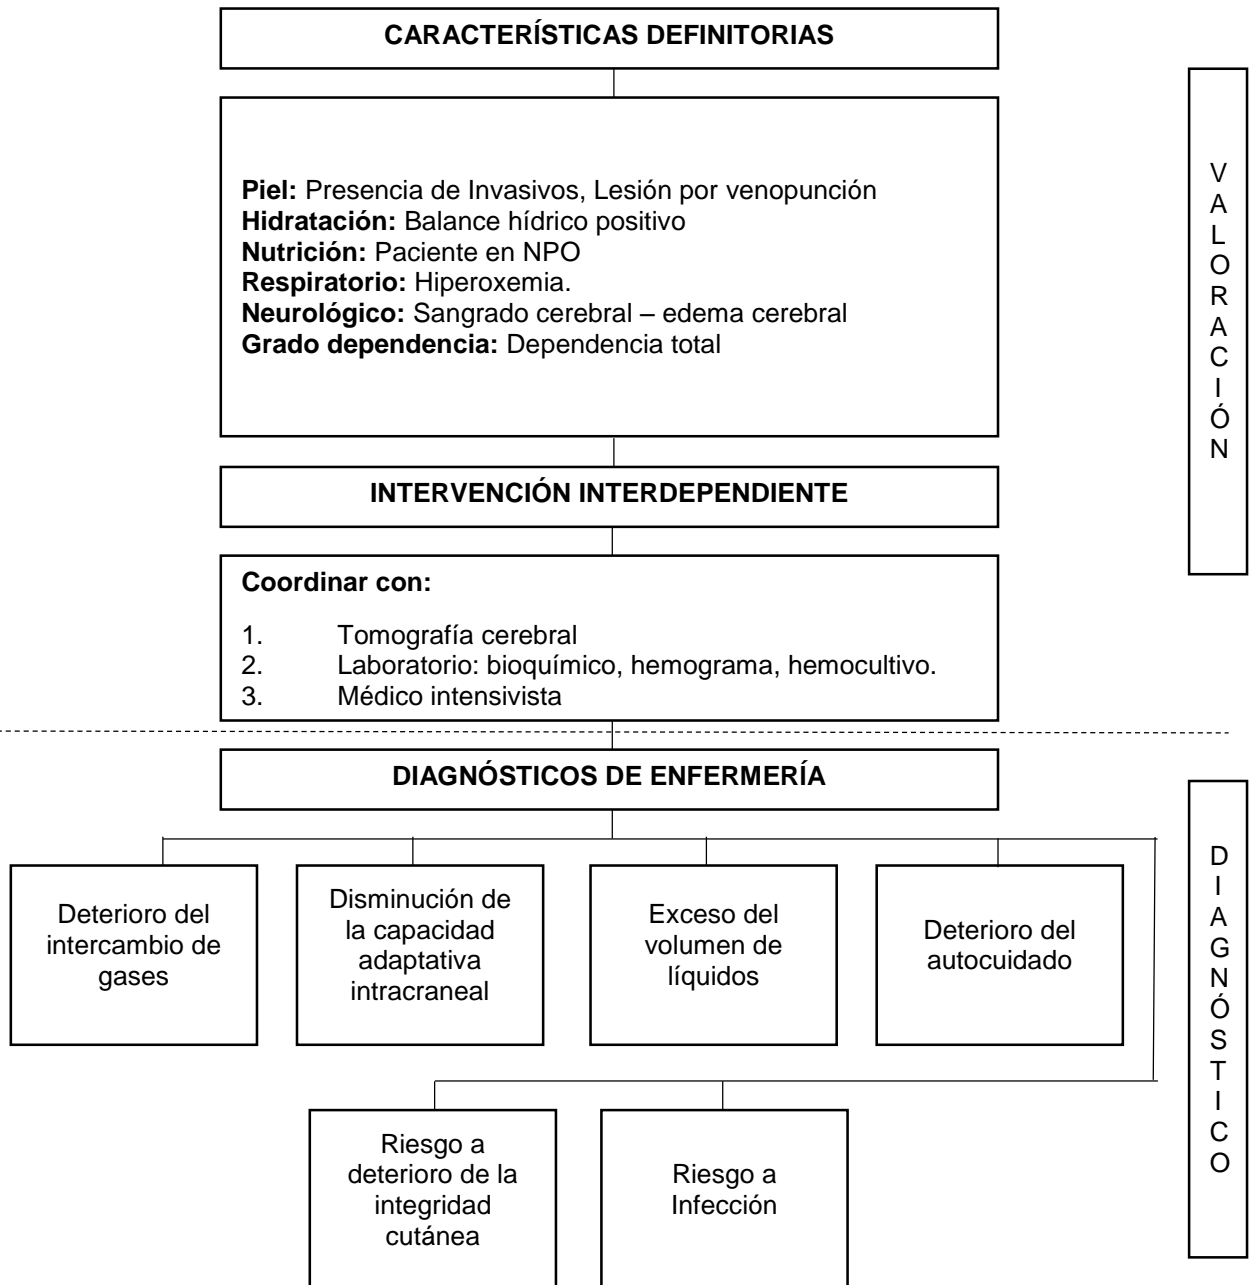 CARACTERÍSTICAS DEFINITORIAS
Piel: Presencia de Invasivos, Lesión por venopunción
Hidratación: Balance hídrico positivo
Nutrición: Paciente en NPO
Respiratorio: Hiperoxemia.
Neurológico: Sangrado cerebral – edema cerebral
Grado dependencia: Dependencia total
INTERVENCIÓN INTERDEPENDIENTE
Coordinar con:
1. Tomografía cerebral
2. Laboratorio: bioquímico, hemograma, hemocultivo.
3. Médico intensivista
VALORACIÓN
DIAGNÓSTICOS DE ENFERMERÍA
Deterioro del
intercambio de
gases
Disminución de
la capacidad
adaptativa
intracraneal
Exceso del
volumen de
líquidos
Deterioro del
autocuidado
Riesgo a
deterioro de la
integridad
cutánea
Riesgo a
Infección
DIAGNÓSTICO